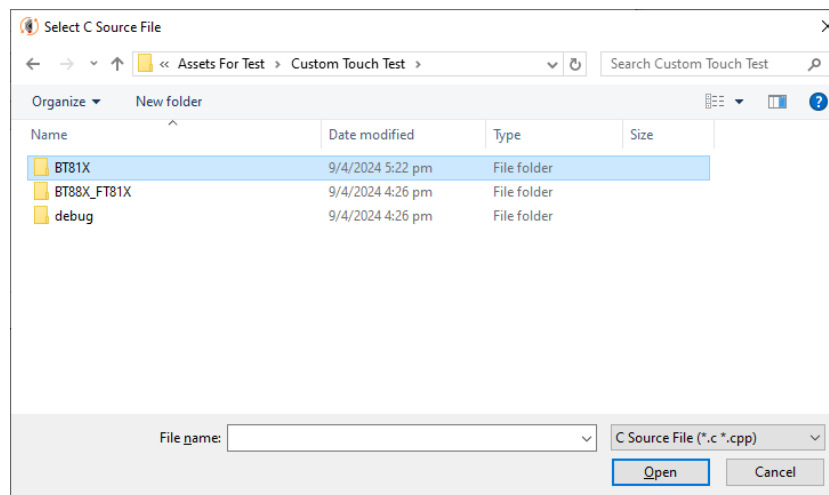 Select C Source File
« Assets For Test > Custom Touch Test >
Search Custom Touch Test
Organize
New folder
Name Date modified Type Size
BT81X 9/4/2024 5:22 pm File folder
BT88X_FT81X 9/4/2024 4:26 pm File folder
debug 9/4/2024 4:26 pm File folder
File name:
C Source File (*.c *.cpp)
Open Cancel